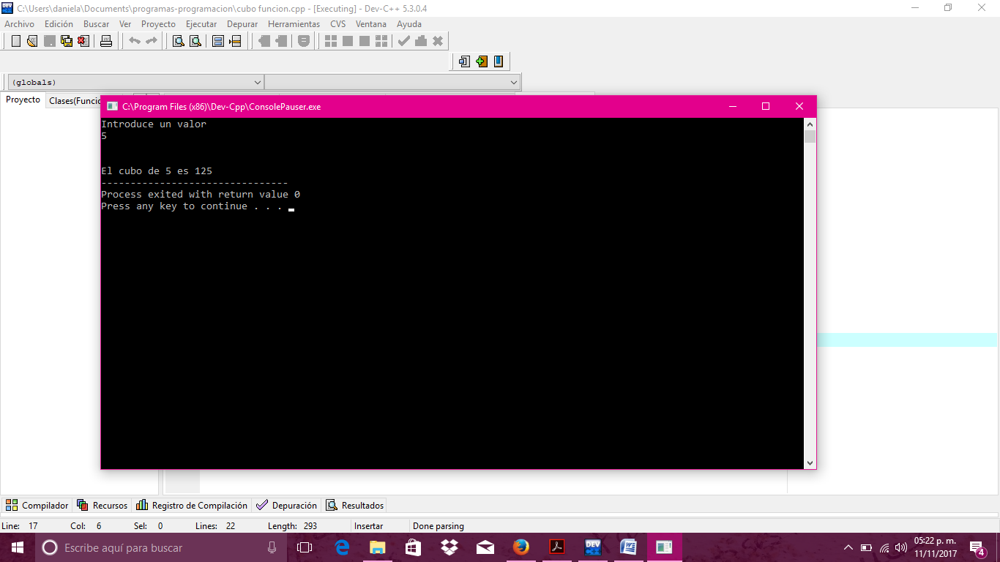 C:\Users\daniela\Documents\programas-programacion\cubo funcion.cpp - [Executing] - Dev-C++ 5.3.0.4
Archivo Edición Buscar Ver Proyecto Ejecutar Depurar Herramientas CVS Ventana Ayuda
(globals)
Proyecto Clases(Funcio
C:\Program Files (x86)\Dev-Cpp\ConsolePauser.exe
Introduce un valor
5
El cubo de 5 es 125
--------------------------------
Process exited with return value 0
Press any key to continue . . .
Compilador Recursos Registro de Compilación Depuración Resultados
Line: 17 Col: 6 Sel: 0 Lines: 22 Length: 293 Insertar Done parsing
Escribe aquí para buscar
DEV
05:22 p. m.
11/11/2017
4